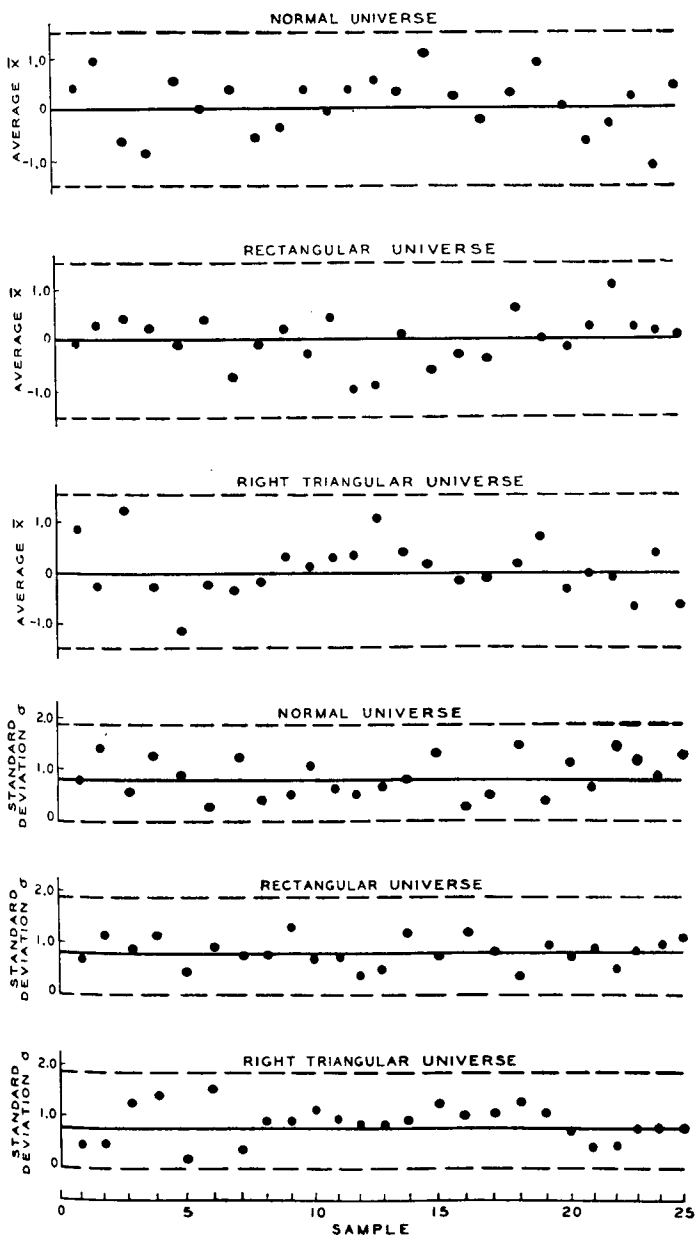 NORMAL UNIVERSE
AVERAGE X̄
1.0
0
-1.0
RECTANGULAR UNIVERSE
AVERAGE X̄
1.0
0
-1.0
RIGHT TRIANGULAR UNIVERSE
AVERAGE X̄
1.0
0
-1.0
NORMAL UNIVERSE
STANDARD
DEVIATION σ
2.0
1.0
0
RECTANGULAR UNIVERSE
STANDARD
DEVIATION σ
2.0
1.0
0
RIGHT TRIANGULAR UNIVERSE
STANDARD
DEVIATION σ
2.0
1.0
0
0 5 10 15 20 25
SAMPLE